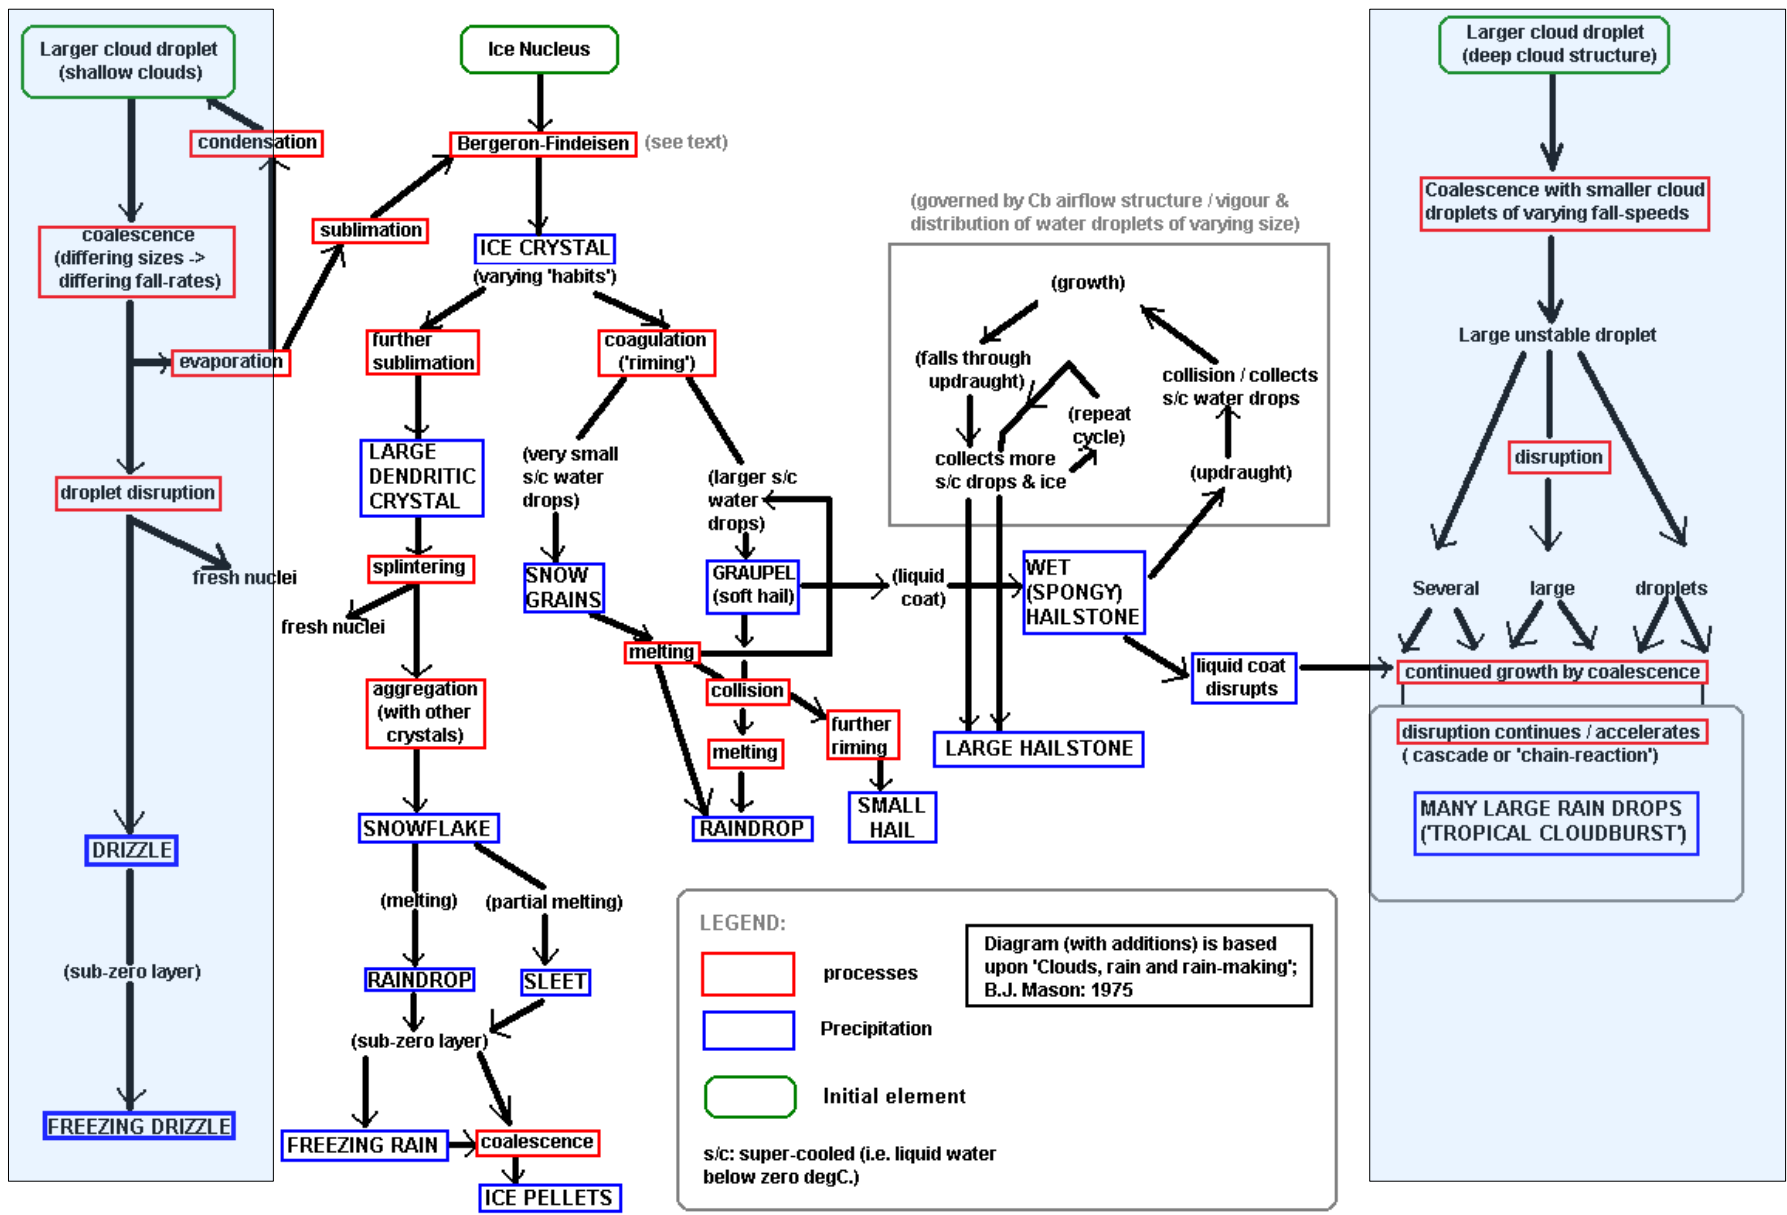 Larger cloud droplet
(shallow clouds)
condensation
coalescence
(differing sizes ->
differing fall-rates)
evaporation
droplet disruption
fresh nuclei
DRIZZLE
(sub-zero layer)
FREEZING DRIZZLE
Ice Nucleus
Bergeron-Findeisen
(see text)
sublimation
ICE CRYSTAL
(varying 'habits')
further
sublimation
LARGE
DENDRITIC
CRYSTAL
splintering
fresh nuclei
aggregation
(with other
crystals)
SNOWFLAKE
(melting)
(partial melting)
RAINDROP
SLEET
(sub-zero layer)
FREEZING RAIN
coalescence
ICE PELLETS
coagulation
('riming')
(very small
s/c water
drops)
(larger s/c
water
drops)
SNOW
GRAINS
GRAUPEL
(soft hail)
melting
collision
melting
further
riming
RAINDROP
SMALL
HAIL
(liquid
coat)
(governed by Cb airflow structure / vigour &
distribution of water droplets of varying size)
(growth)
(falls through
updraught)
(repeat
cycle)
collects more
s/c drops & ice
collision / collects
s/c water drops
(updraught)
WET
(SPONGY)
HAILSTONE
liquid coat
disrupts
LARGE HAILSTONE
Larger cloud droplet
(deep cloud structure)
Coalescence with smaller cloud
droplets of varying fall-speeds
Large unstable droplet
disruption
Several large droplets
continued growth by coalescence
disruption continues / accelerates
( cascade or 'chain-reaction')
MANY LARGE RAIN DROPS
('TROPICAL CLOUDBURST')
LEGEND:
processes
Precipitation
Initial element
s/c: super-cooled (i.e. liquid water
below zero degC.)
Diagram (with additions) is based
upon 'Clouds, rain and rain-making';
B.J. Mason: 1975